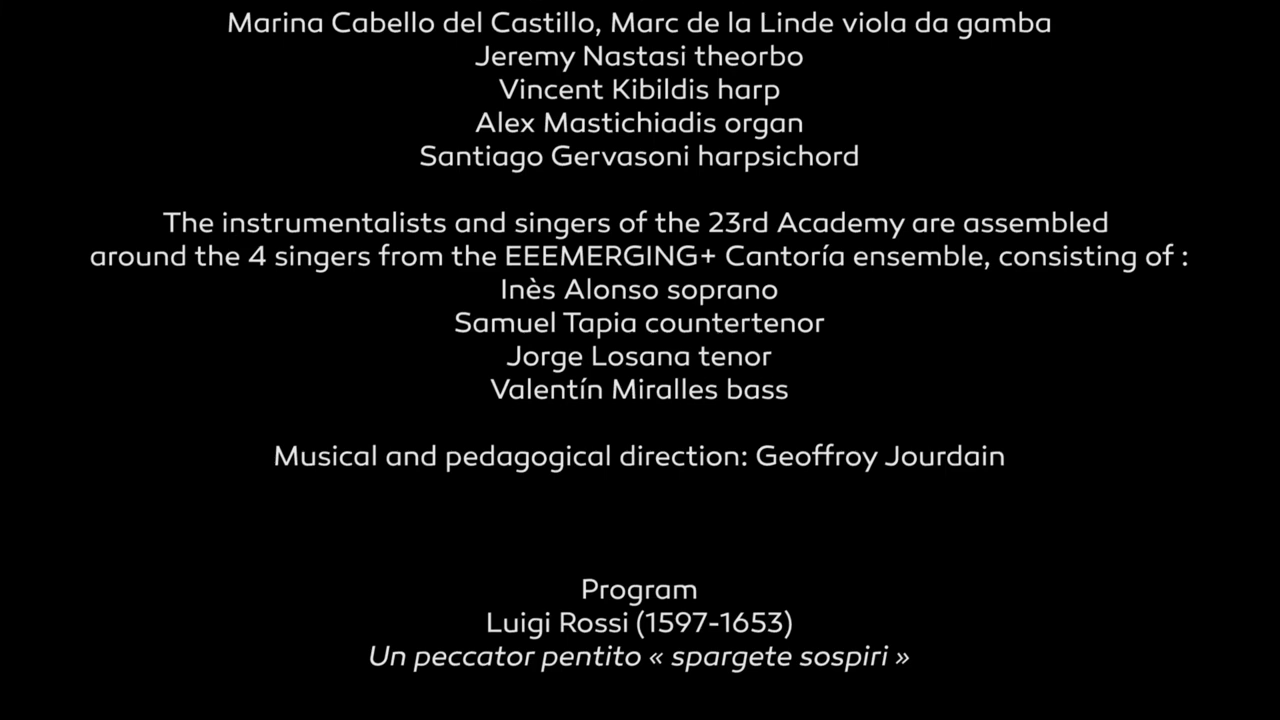 Marina Cabello del Castillo, Marc de la Linde viola da gamba
Jeremy Nastasi theorbo
Vincent Kibildis harp
Alex Mastichiadis organ
Santiago Gervasoni harpsichord
The instrumentalists and singers of the 23rd Academy are assembled
around the 4 singers from the EEEMERGING+ Cantoría ensemble, consisting of :
Inès Alonso soprano
Samuel Tapia countertenor
Jorge Losana tenor
Valentín Miralles bass
Musical and pedagogical direction: Geoffroy Jourdain
Program
Luigi Rossi (1597-1653)
Un peccator pentito « spargete sospiri »